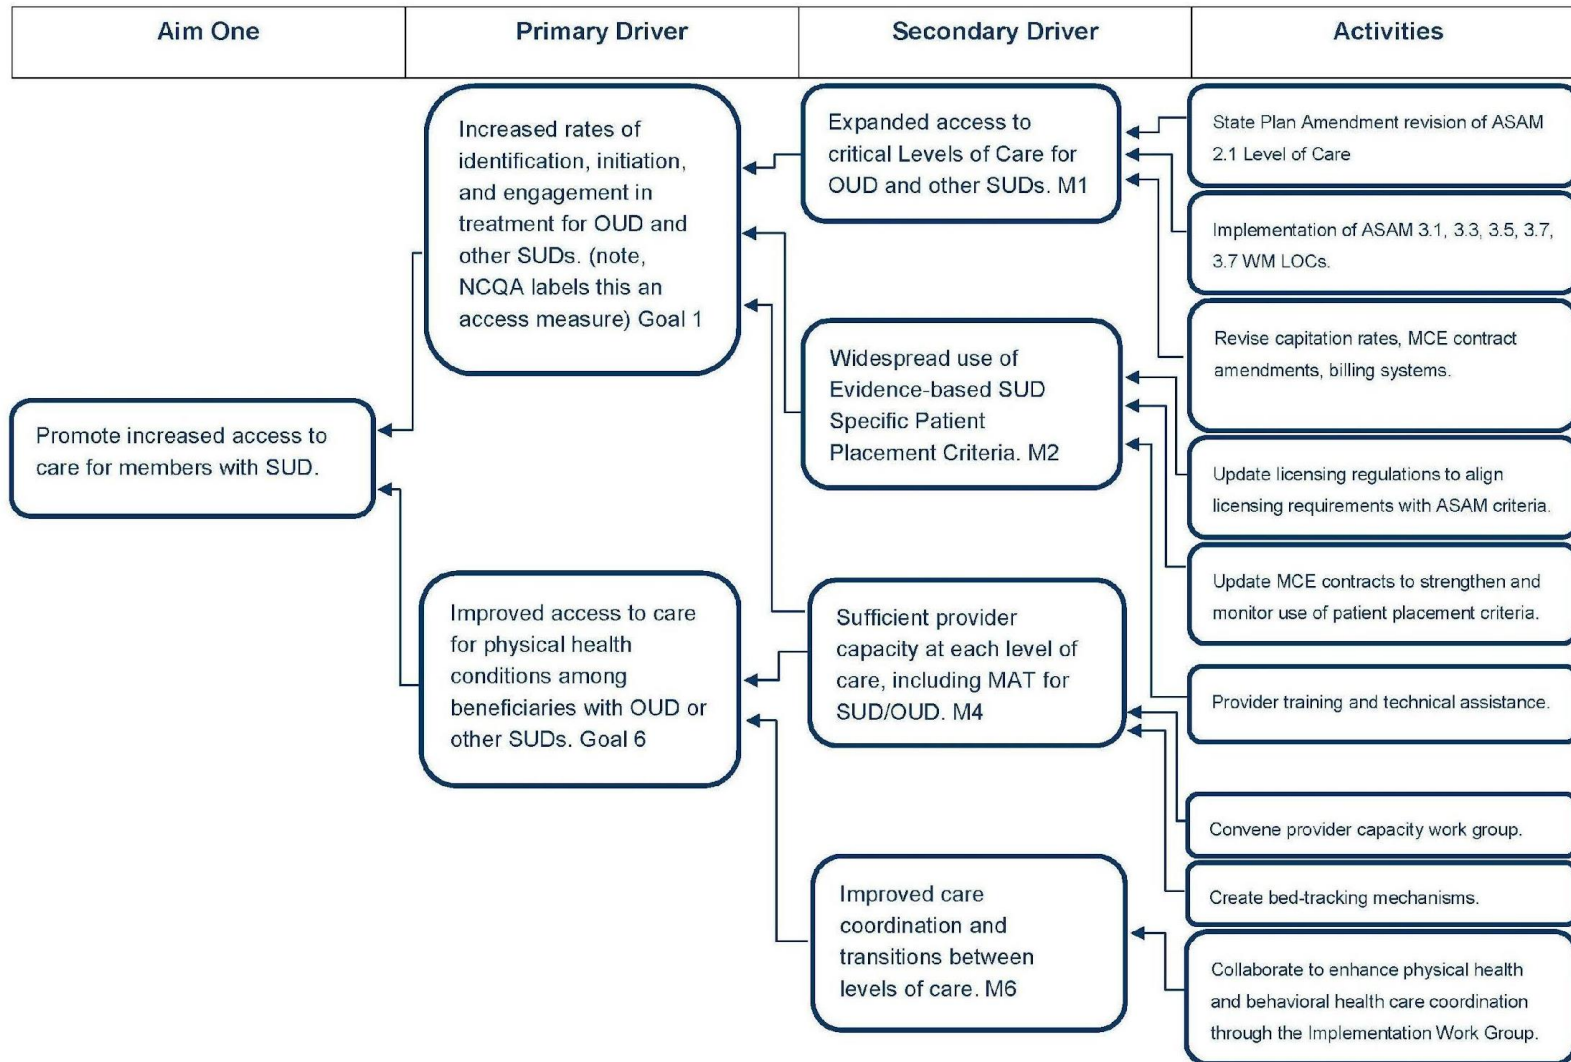 Aim One
Primary Driver
Secondary Driver
Activities
Promote increased access to
care for members with SUD.
Increased rates of
identification, initiation,
and engagement in
treatment for OUD and
other SUDs. (note,
NCQA labels this an
access measure) Goal 1
Improved access to care
for physical health
conditions among
beneficiaries with OUD or
other SUDs. Goal 6
Expanded access to
critical Levels of Care for
OUD and other SUDs. M1
Widespread use of
Evidence-based SUD
Specific Patient
Placement Criteria. M2
Sufficient provider
capacity at each level of
care, including MAT for
SUD/OUD. M4
Improved care
coordination and
transitions between
levels of care. M6
State Plan Amendment revision of ASAM
2.1 Level of Care
Implementation of ASAM 3.1, 3.3, 3.5, 3.7,
3.7 WM LOCs.
Revise capitation rates, MCE contract
amendments, billing systems.
Update licensing regulations to align
licensing requirements with ASAM criteria.
Update MCE contracts to strengthen and
monitor use of patient placement criteria.
Provider training and technical assistance.
Convene provider capacity work group.
Create bed-tracking mechanisms.
Collaborate to enhance physical health
and behavioral health care coordination
through the Implementation Work Group.